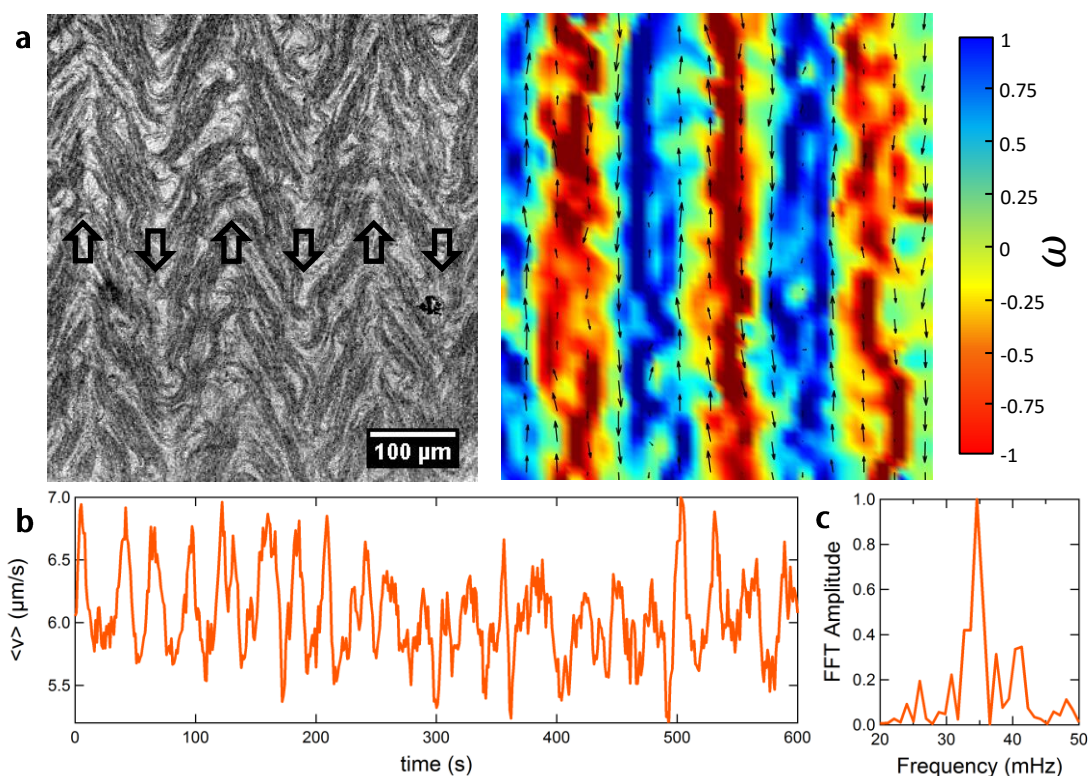 a
100 µm
1
0.75
0.5
0.25
0
-0.25
-0.5
-0.75
-1
ω
b
7.0
6.5
6.0
5.5
<v> (µm/s)
0 100 200 300 400 500 600
time (s)
c
1.0
0.8
0.6
0.4
0.2
0.0
FFT Amplitude
20 30 40 50
Frequency (mHz)